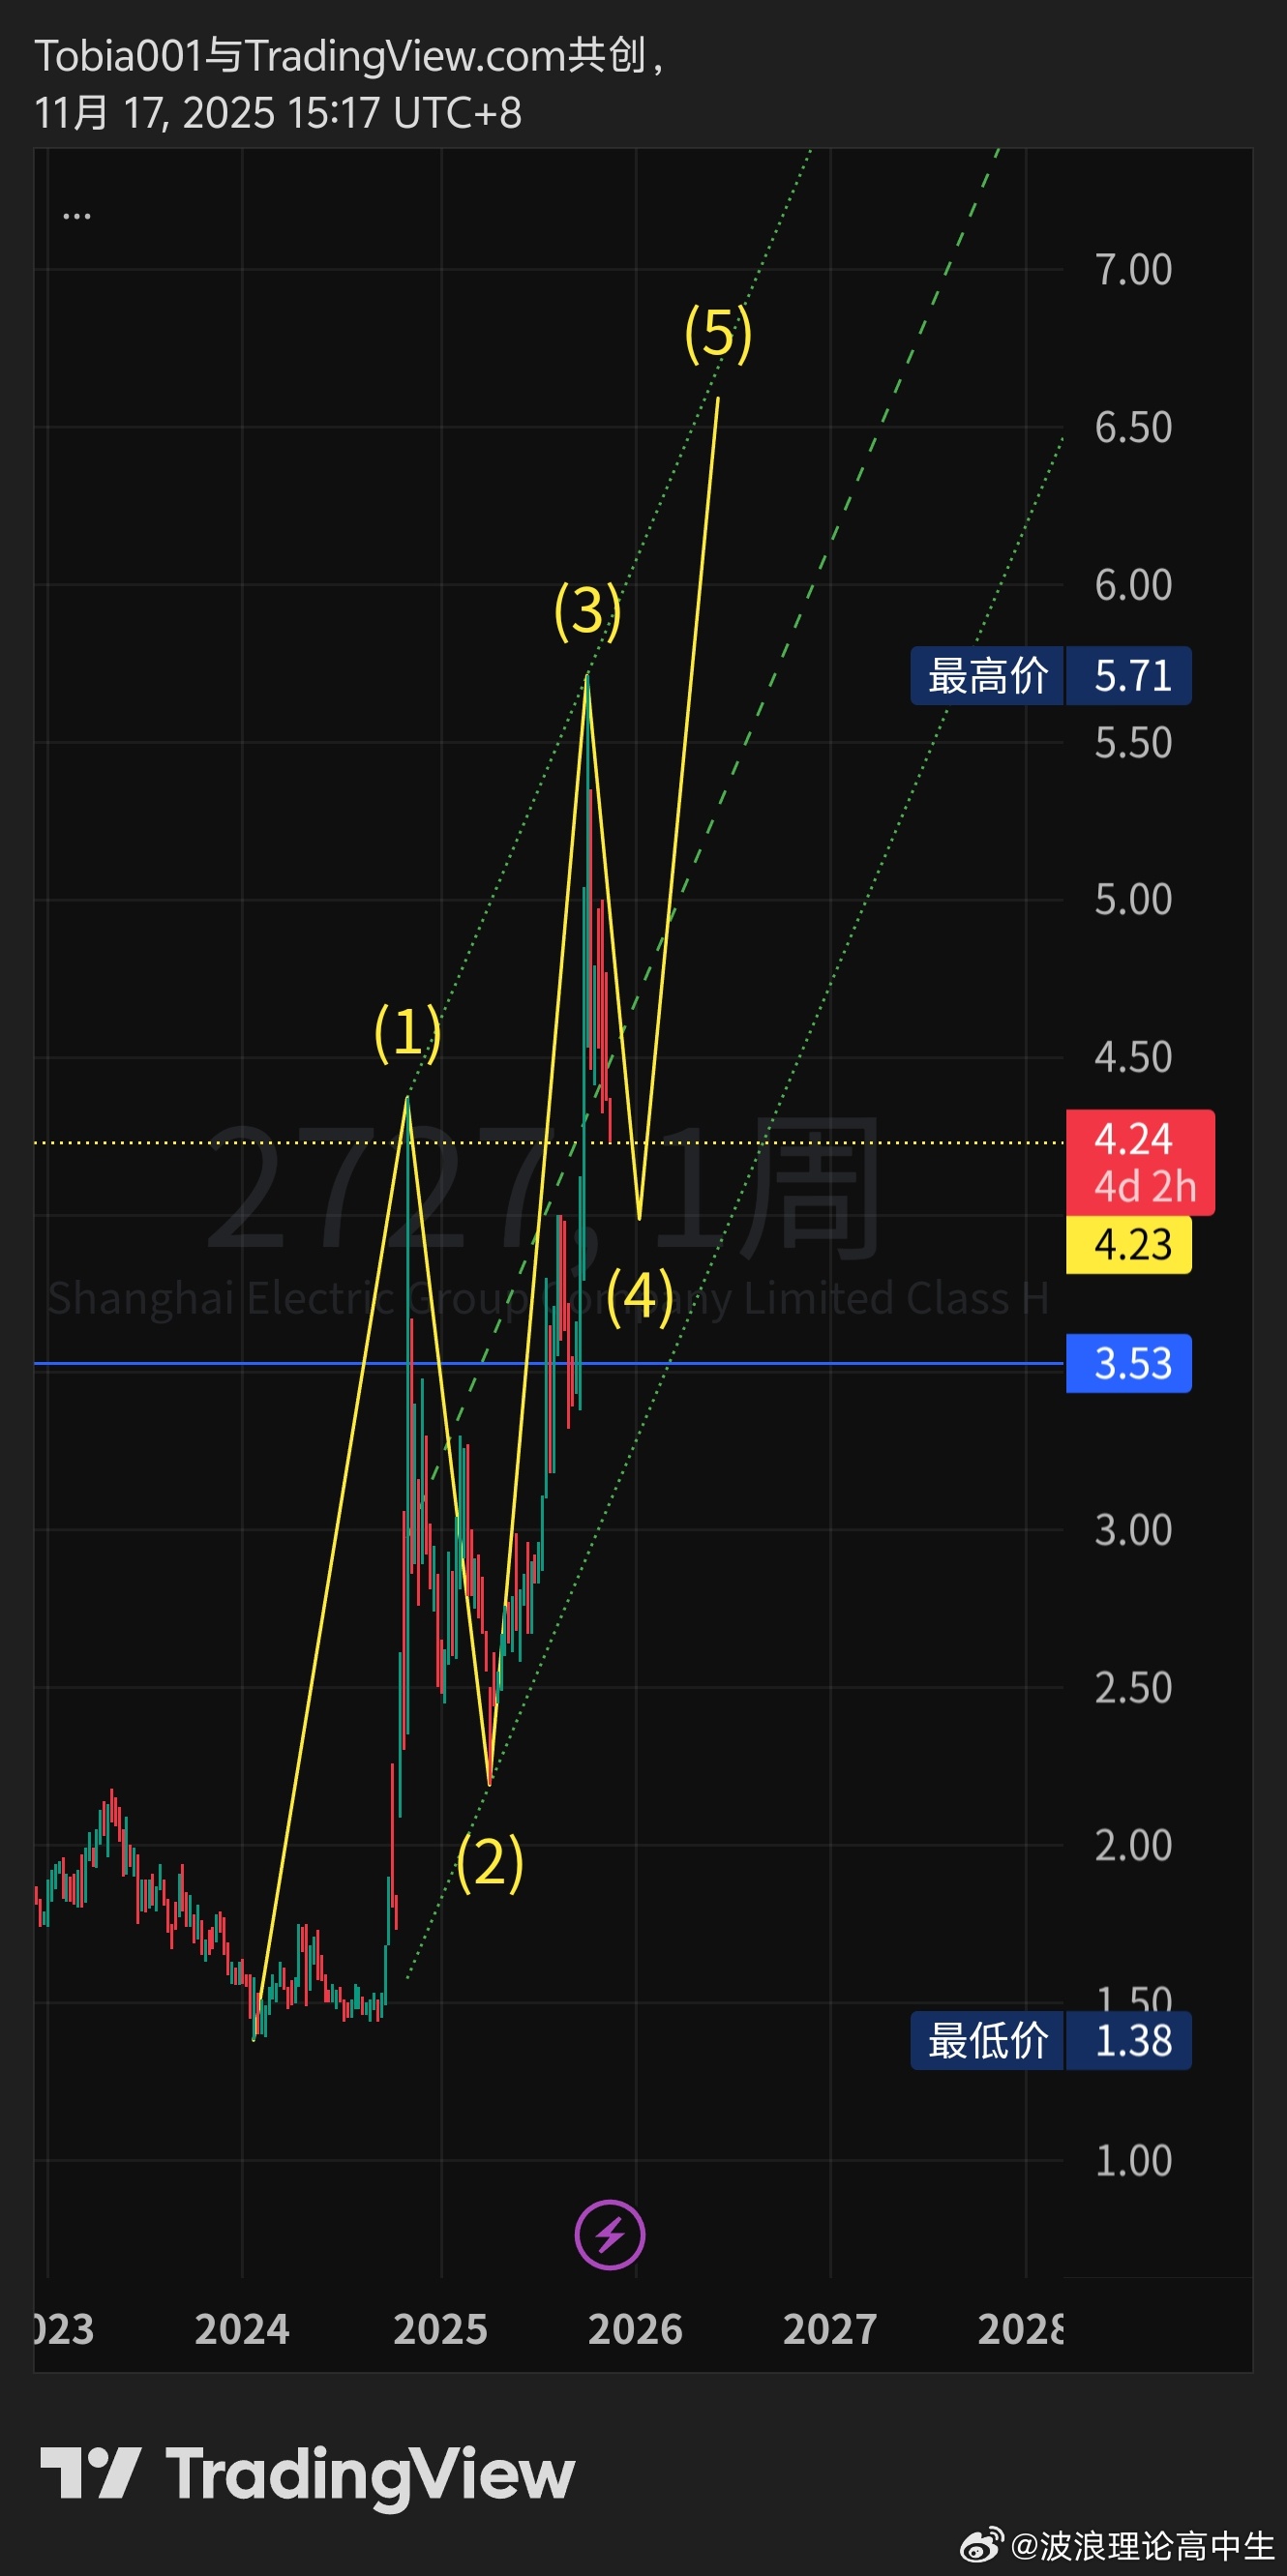 Tobia001与TradingView.com共创，
11月 17, 2025 15:17 UTC+8
...
7.00
(5)
6.50
6.00
(3)
最高价 5.71
5.50
5.00
(1)
4.50
4.24
4d 2h
2727, 1周
4.23
Shanghai Electric Group Company Limited Class H
(4)
3.53
3.00
2.50
2.00
(2)
1.50
最低价 1.38
1.00
023 2024 2025 2026 2027 2028
TradingView
@波浪理论高中生